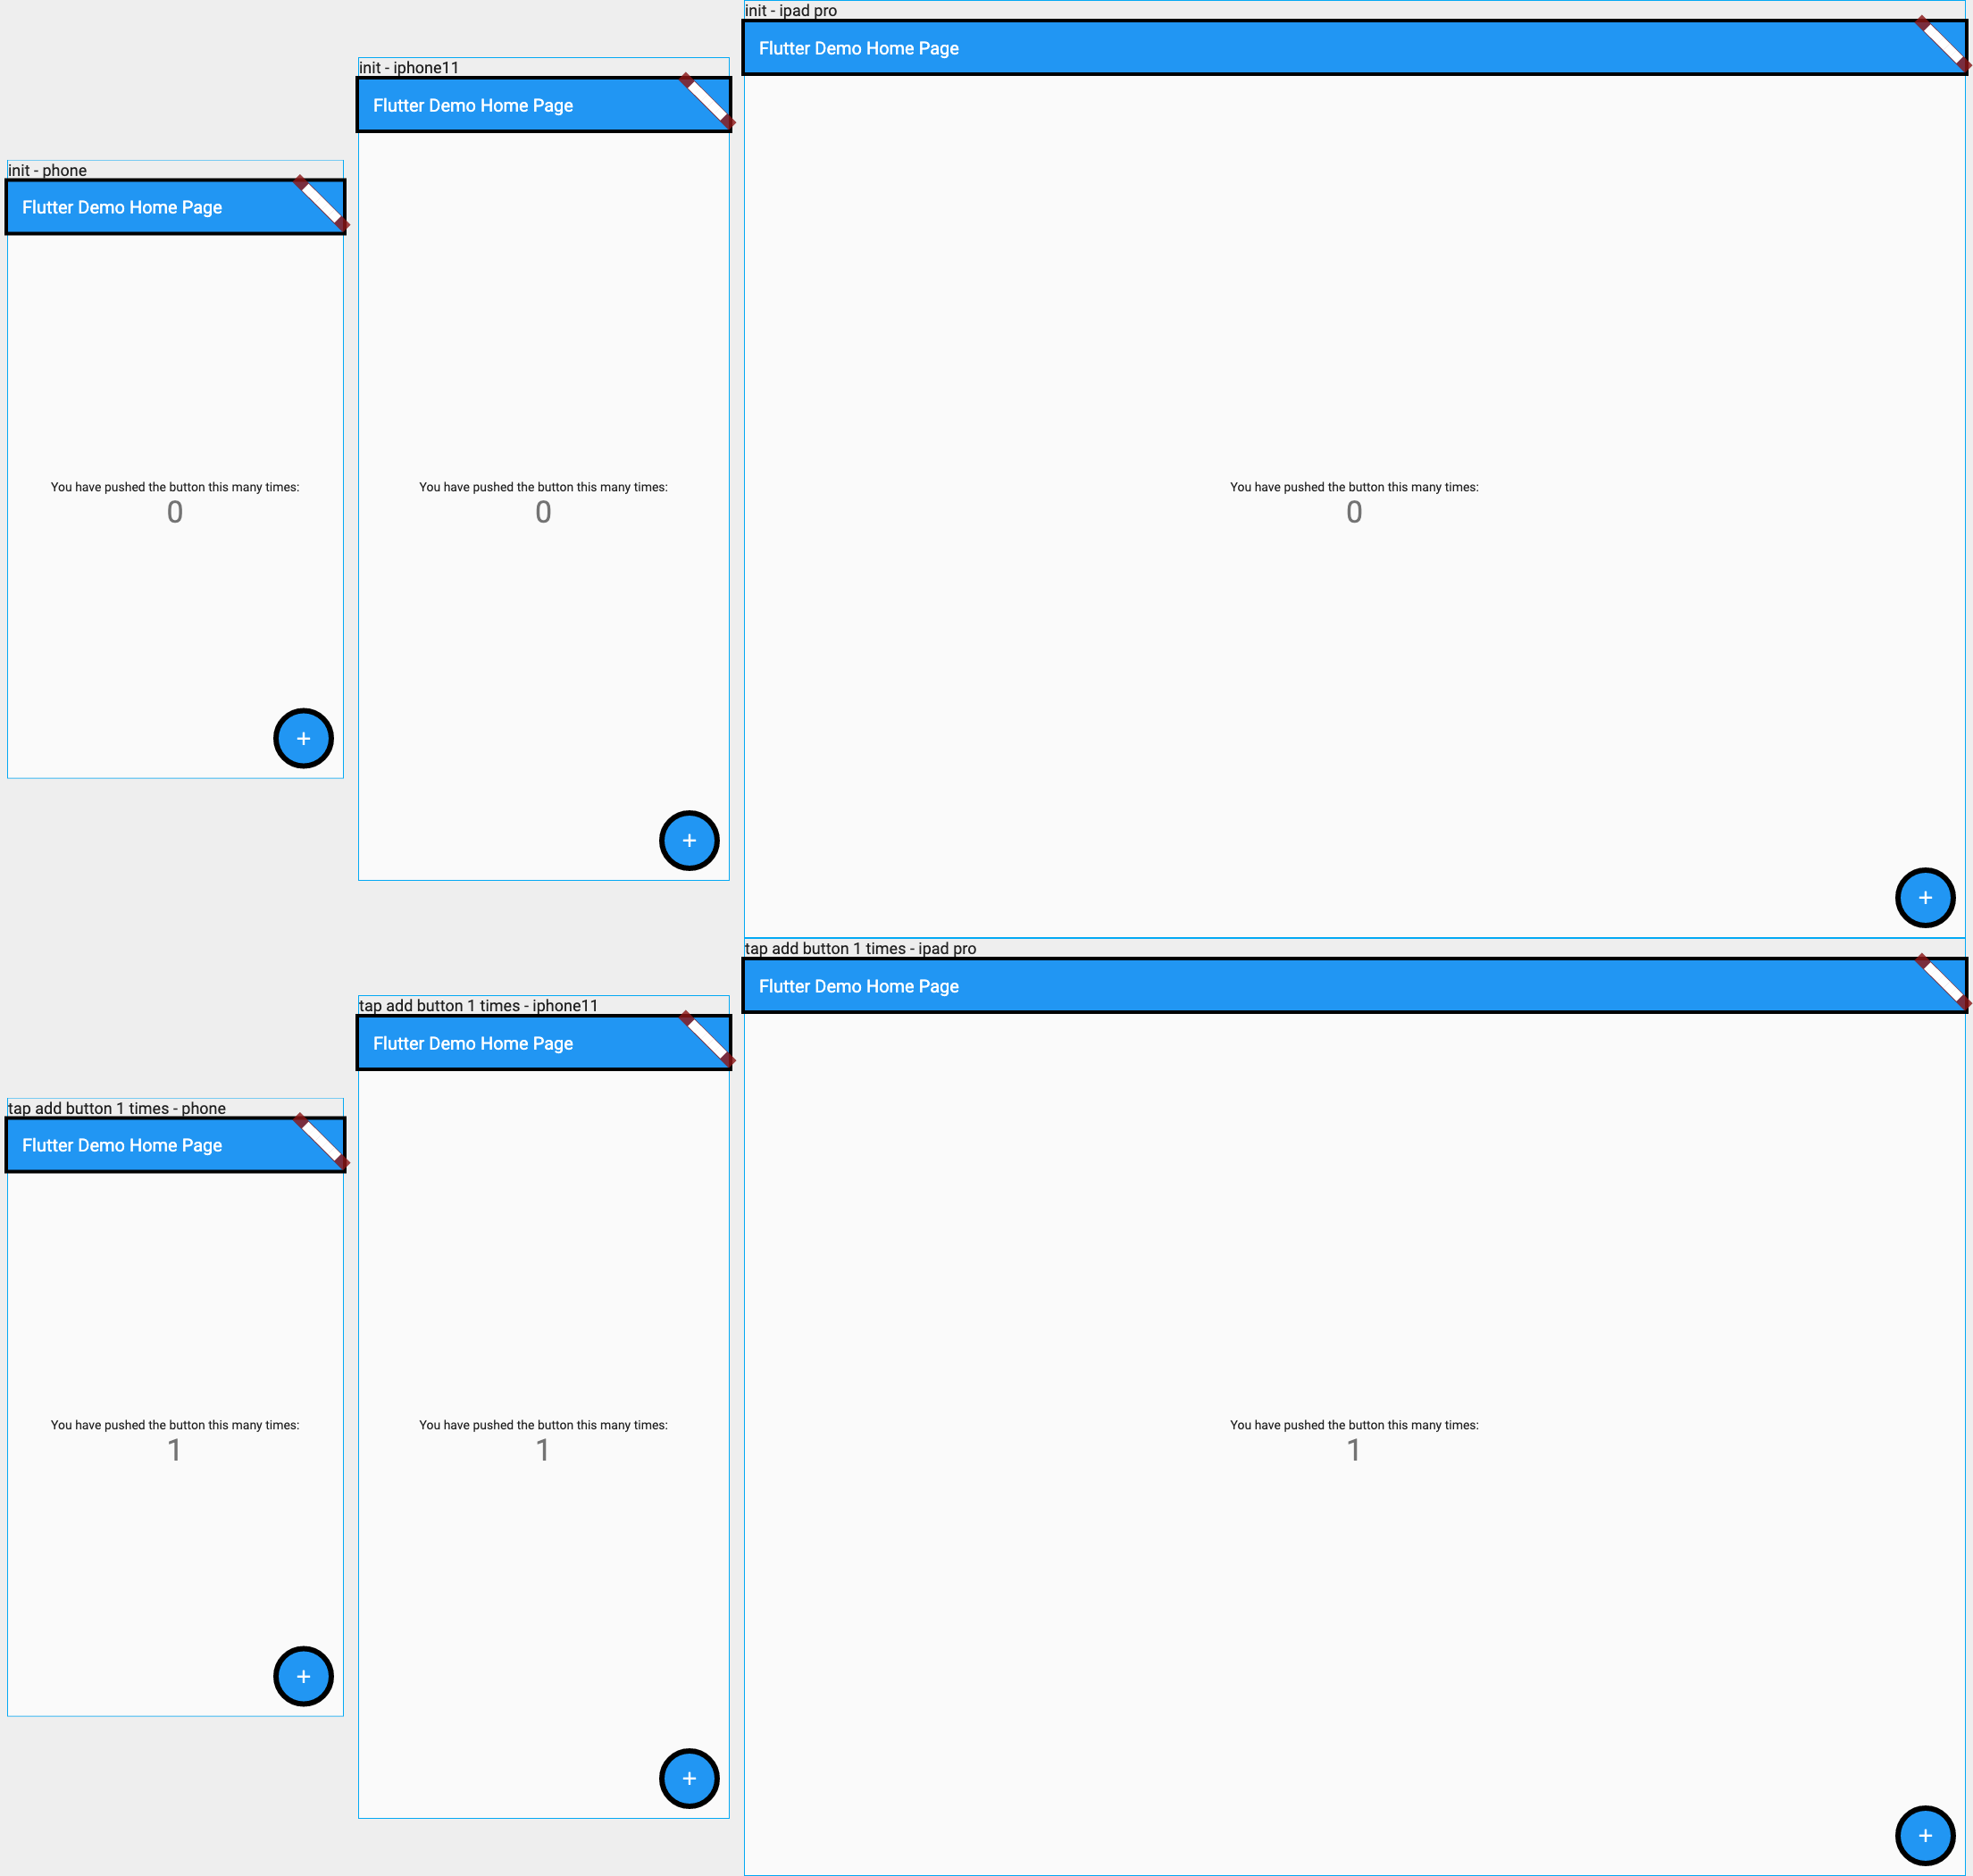 init - phone
Flutter Demo Home Page
You have pushed the button this many times:
0
+
init - iphone11
Flutter Demo Home Page
You have pushed the button this many times:
0
+
init - ipad pro
Flutter Demo Home Page
You have pushed the button this many times:
0
+
tap add button 1 times - phone
Flutter Demo Home Page
You have pushed the button this many times:
1
+
tap add button 1 times - iphone11
Flutter Demo Home Page
You have pushed the button this many times:
1
+
tap add button 1 times - ipad pro
Flutter Demo Home Page
You have pushed the button this many times:
1
+